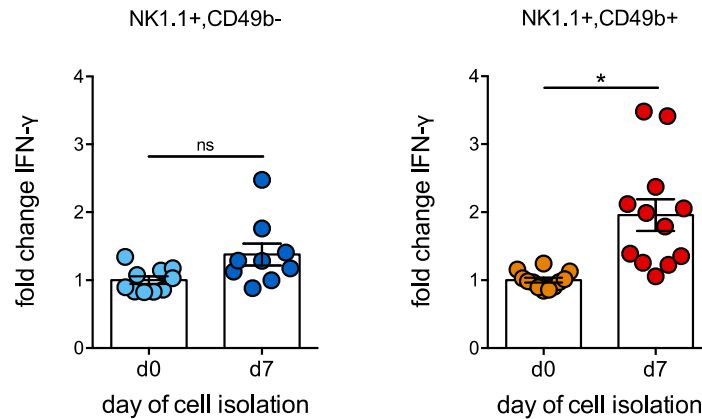 NK1.1+,CD49b-
fold change IFN-γ
4
3
2
1
0
ns
d0
d7
day of cell isolation
NK1.1+,CD49b+
fold change IFN-γ
4
3
2
1
0
*
d0
d7
day of cell isolation